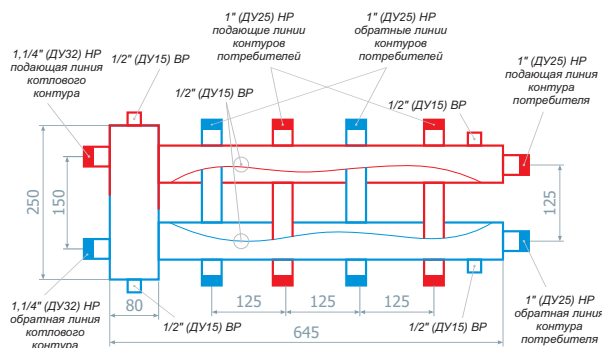 1" (ДУ25) НР
подающие линии
контуров
потребителей
1" (ДУ25) НР
обратные линии
контуров
потребителей
1,1/4" (ДУ32) НР
подающая линия
котлового
контура
1/2" (ДУ15) ВР
1/2" (ДУ15) ВР
1/2" (ДУ15) ВР
1" (ДУ25) НР
подающая линия
контура
потребителя
250
150
125
80
125
125
125
645
1,1/4" (ДУ32) НР
обратная линия
котлового
контура
1/2" (ДУ15) ВР
1/2" (ДУ15) ВР
1" (ДУ25) НР
обратная линия
контура
потребителя